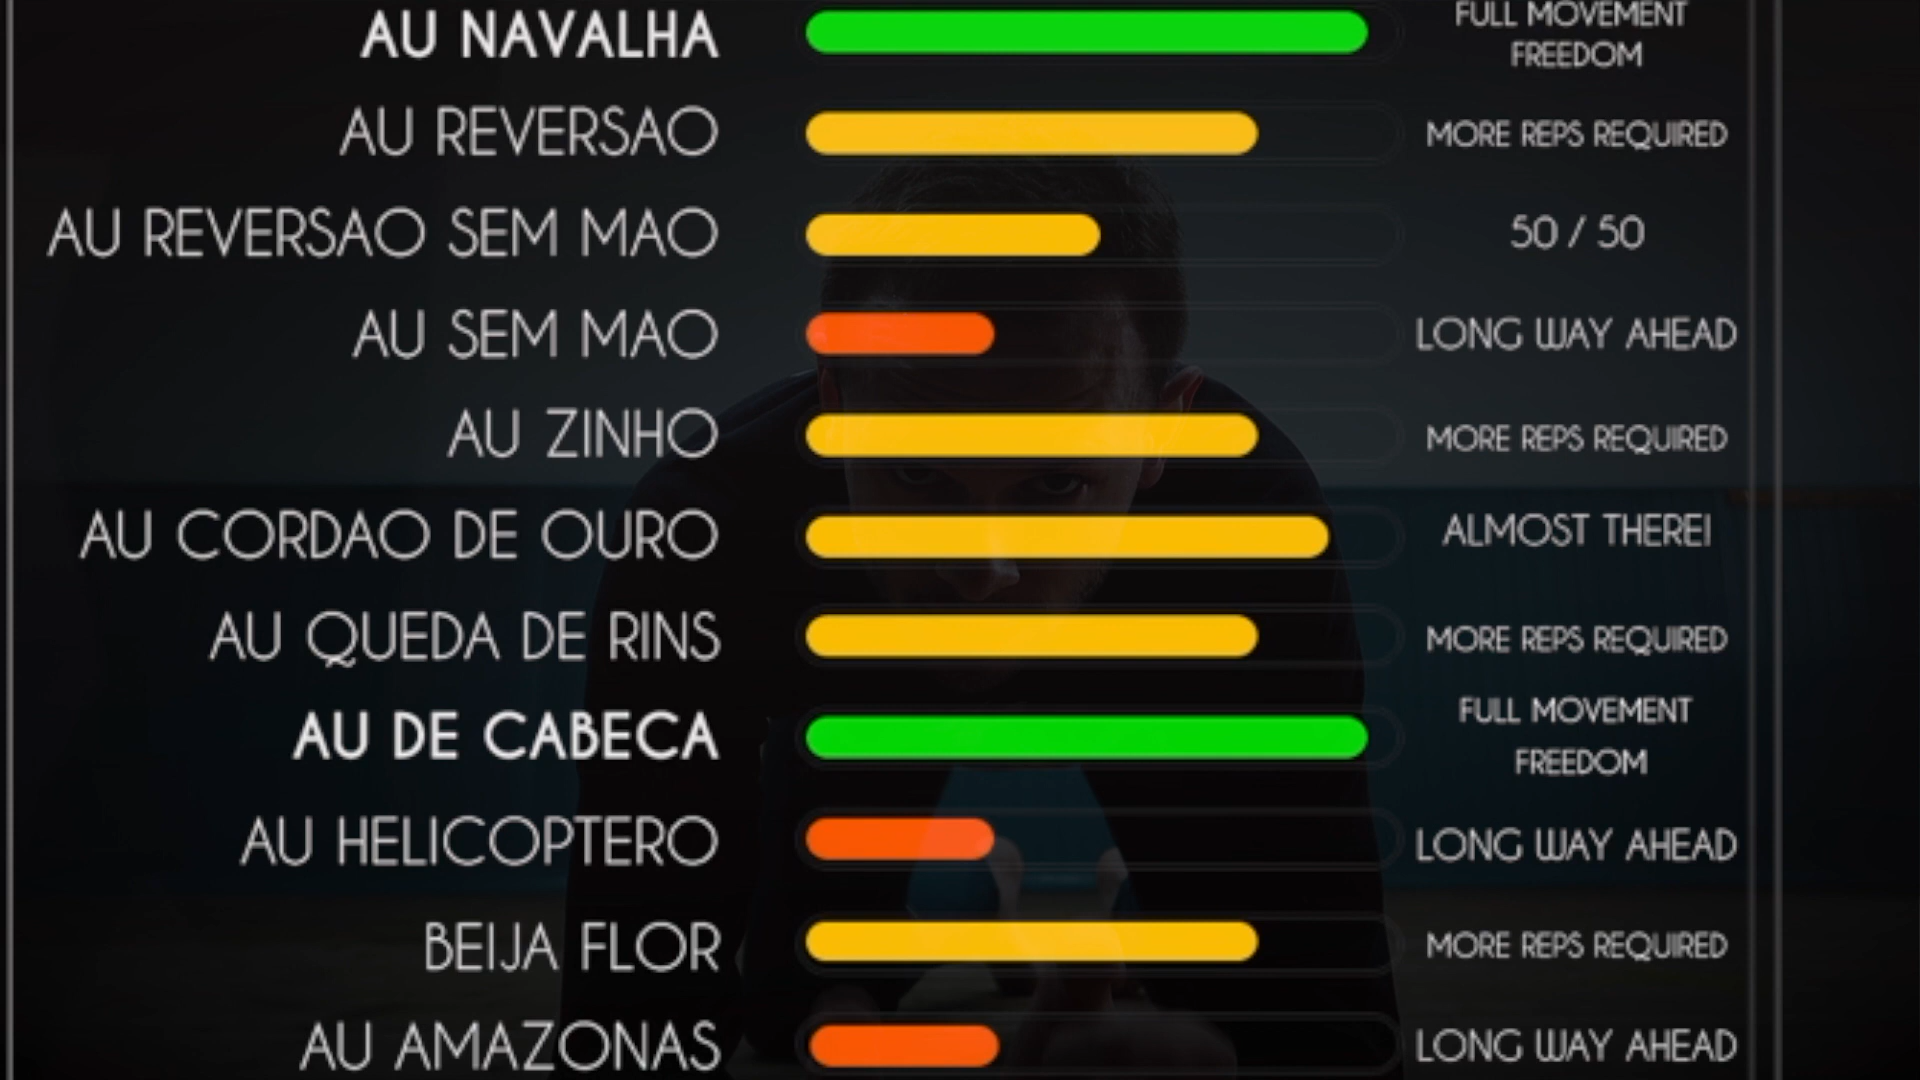 AU NAVALHA
FULL MOVEMENT
FREEDOM
AU REVERSAO
MORE REPS REQUIRED
AU REVERSAO SEM MAO
50 / 50
AU SEM MAO
LONG WAY AHEAD
AU ZINHO
MORE REPS REQUIRED
AU CORDAO DE OURO
ALMOST THERE!
AU QUEDA DE RINS
MORE REPS REQUIRED
AU DE CABECA
FULL MOVEMENT
FREEDOM
AU HELICOPTERO
LONG WAY AHEAD
BEIJA FLOR
MORE REPS REQUIRED
AU AMAZONAS
LONG WAY AHEAD